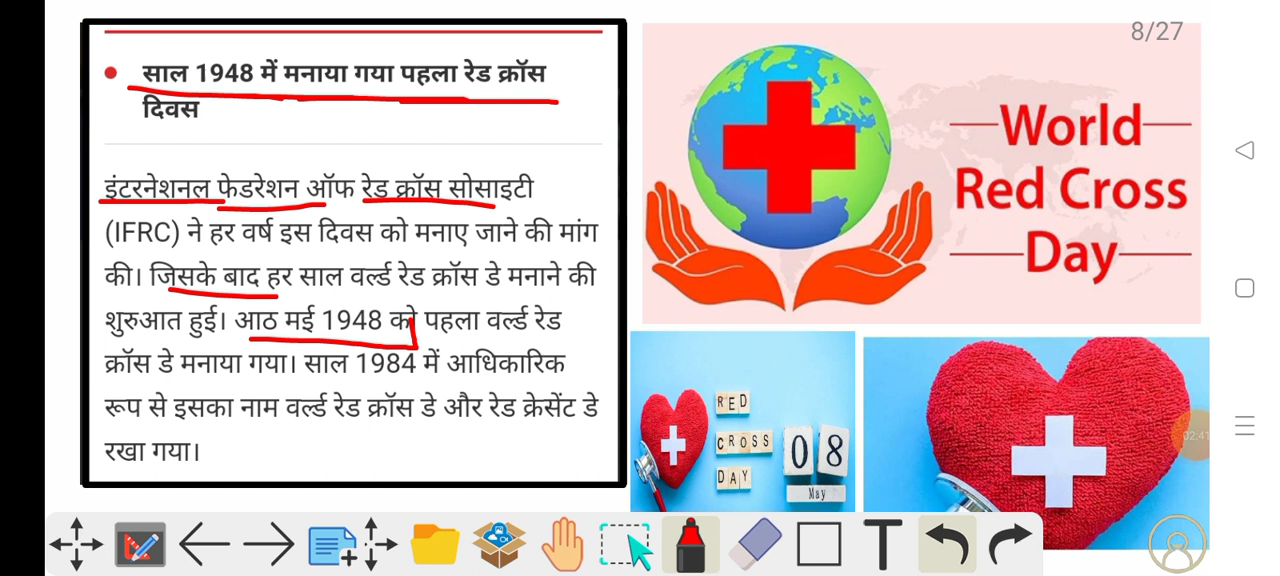 8/27
साल 1948 में मनाया गया पहला रेड क्रॉस
दिवस
इंटरनेशनल फेडरेशन ऑफ रेड क्रॉस सोसाइटी
(IFRC) ने हर वर्ष इस दिवस को मनाए जाने की मांग
की। जिसके बाद हर साल वर्ल्ड रेड क्रॉस डे मनाने की
शुरुआत हुई। आठ मई 1948 को पहला वर्ल्ड रेड
क्रॉस डे मनाया गया। साल 1984 में आधिकारिक
रूप से इसका नाम वर्ल्ड रेड क्रॉस डे और रेड क्रेसेंट डे
रखा गया।
World
Red Cross
Day
RED
CROSS
DAY
08
May
02:41
T